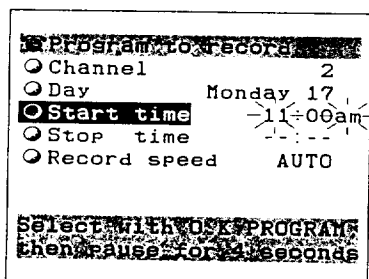 Program to record
Channel 2
Day Monday 17
Start time 11:00am
Stop time --:--
Record speed AUTO
Select with O.K/PROGRAM
then pause for 4 seconds